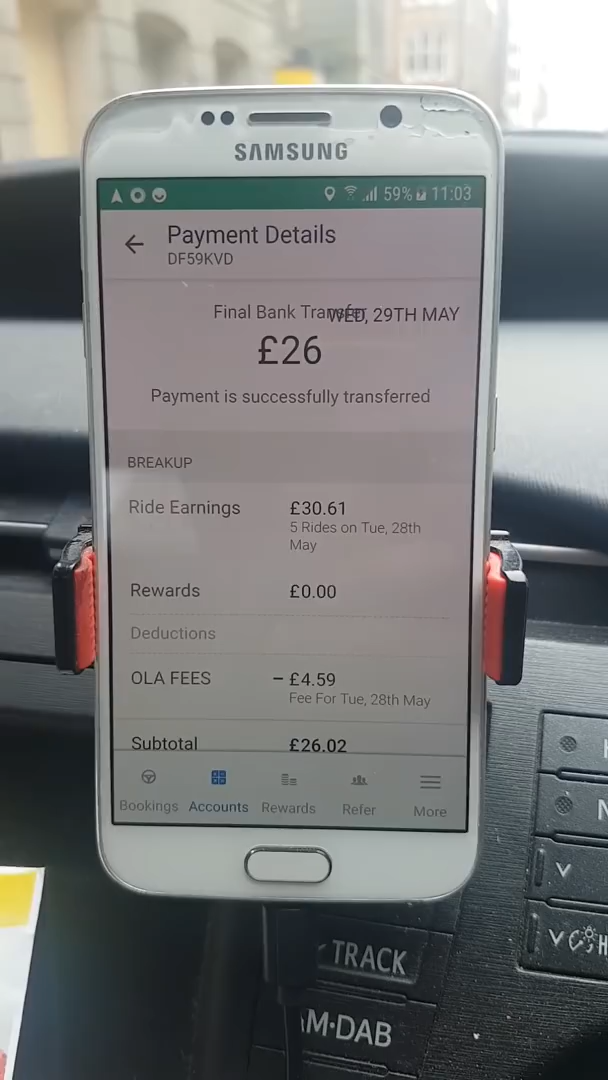 SAMSUNG
59% 11:03
Payment Details
DF59KVD
Final Bank Transfer
WED, 29TH MAY
£26
Payment is successfully transferred
BREAKUP
Ride Earnings £30.61
5 Rides on Tue, 28th
May
Rewards £0.00
Deductions
OLA FEES – £4.59
Fee For Tue, 28th May
Subtotal £26.02
Bookings Accounts Rewards Refer More
TRACK
M·DAB